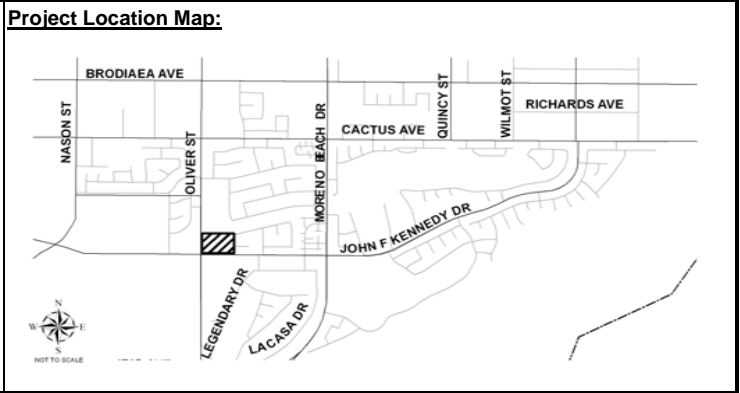 Project Location Map:
BRODIAEA AVE
NASON ST
OLIVER ST
MORENO BEACH DR
QUINCY ST
WILMOT ST
RICHARDS AVE
CACTUS AVE
JOHN F KENNEDY DR
LEGENDARY DR
LACASA DR
N
W E
S
NOT TO SCALE